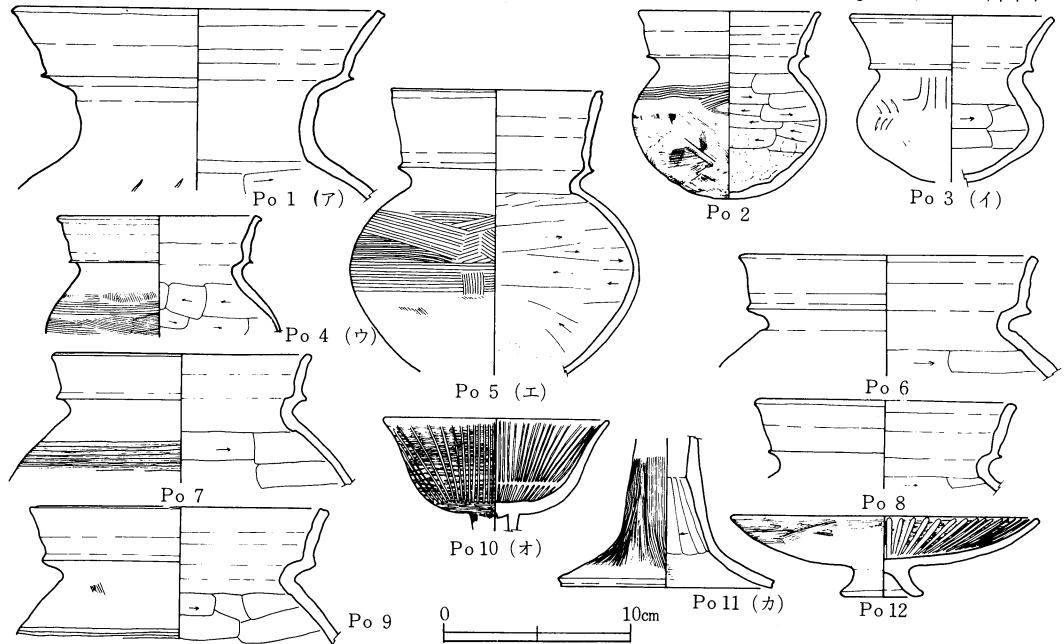 Po 1 (ア)
Po 2
Po 3 (イ)
Po 4 (ウ)
Po 5 (エ)
Po 6
Po 7
Po 8
Po 9
Po 10 (オ)
Po 11 (カ)
Po 12
0 10cm